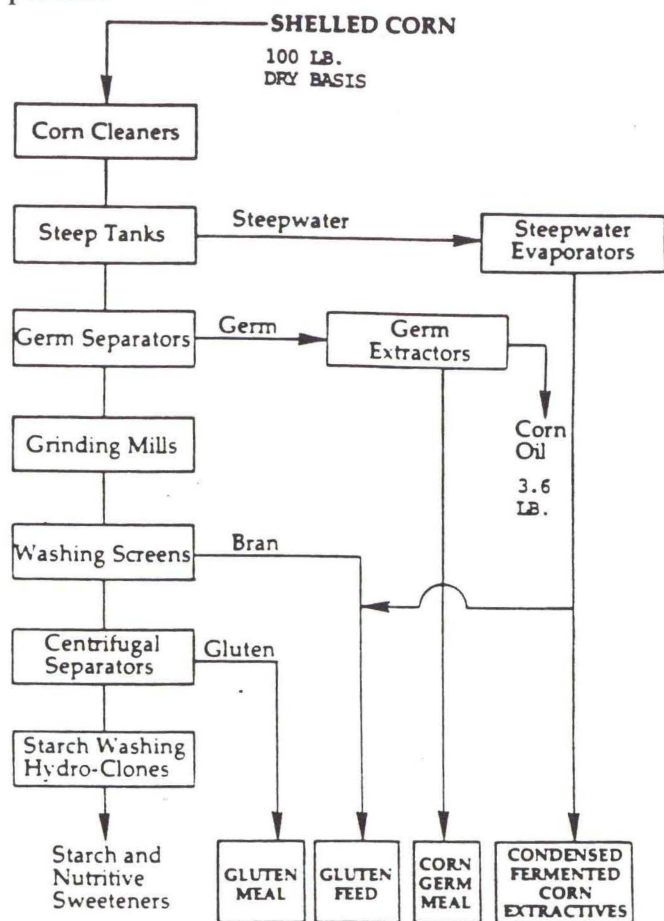 SHELLED CORN
100 LB.
DRY BASIS
Corn Cleaners
Steep Tanks
Steepwater
Steepwater
Evaporators
Germ Separators
Germ
Germ
Extractors
Corn
Oil
3.6
LB.
Grinding Mills
Washing Screens
Bran
Centrifugal
Separators
Gluten
Starch Washing
Hydro-Clones
Starch and
Nutritive
Sweeteners
GLUTEN
MEAL
GLUTEN
FEED
CORN
GERM
MEAL
CONDENSED
FERMENTED
CORN
EXTRACTIVES